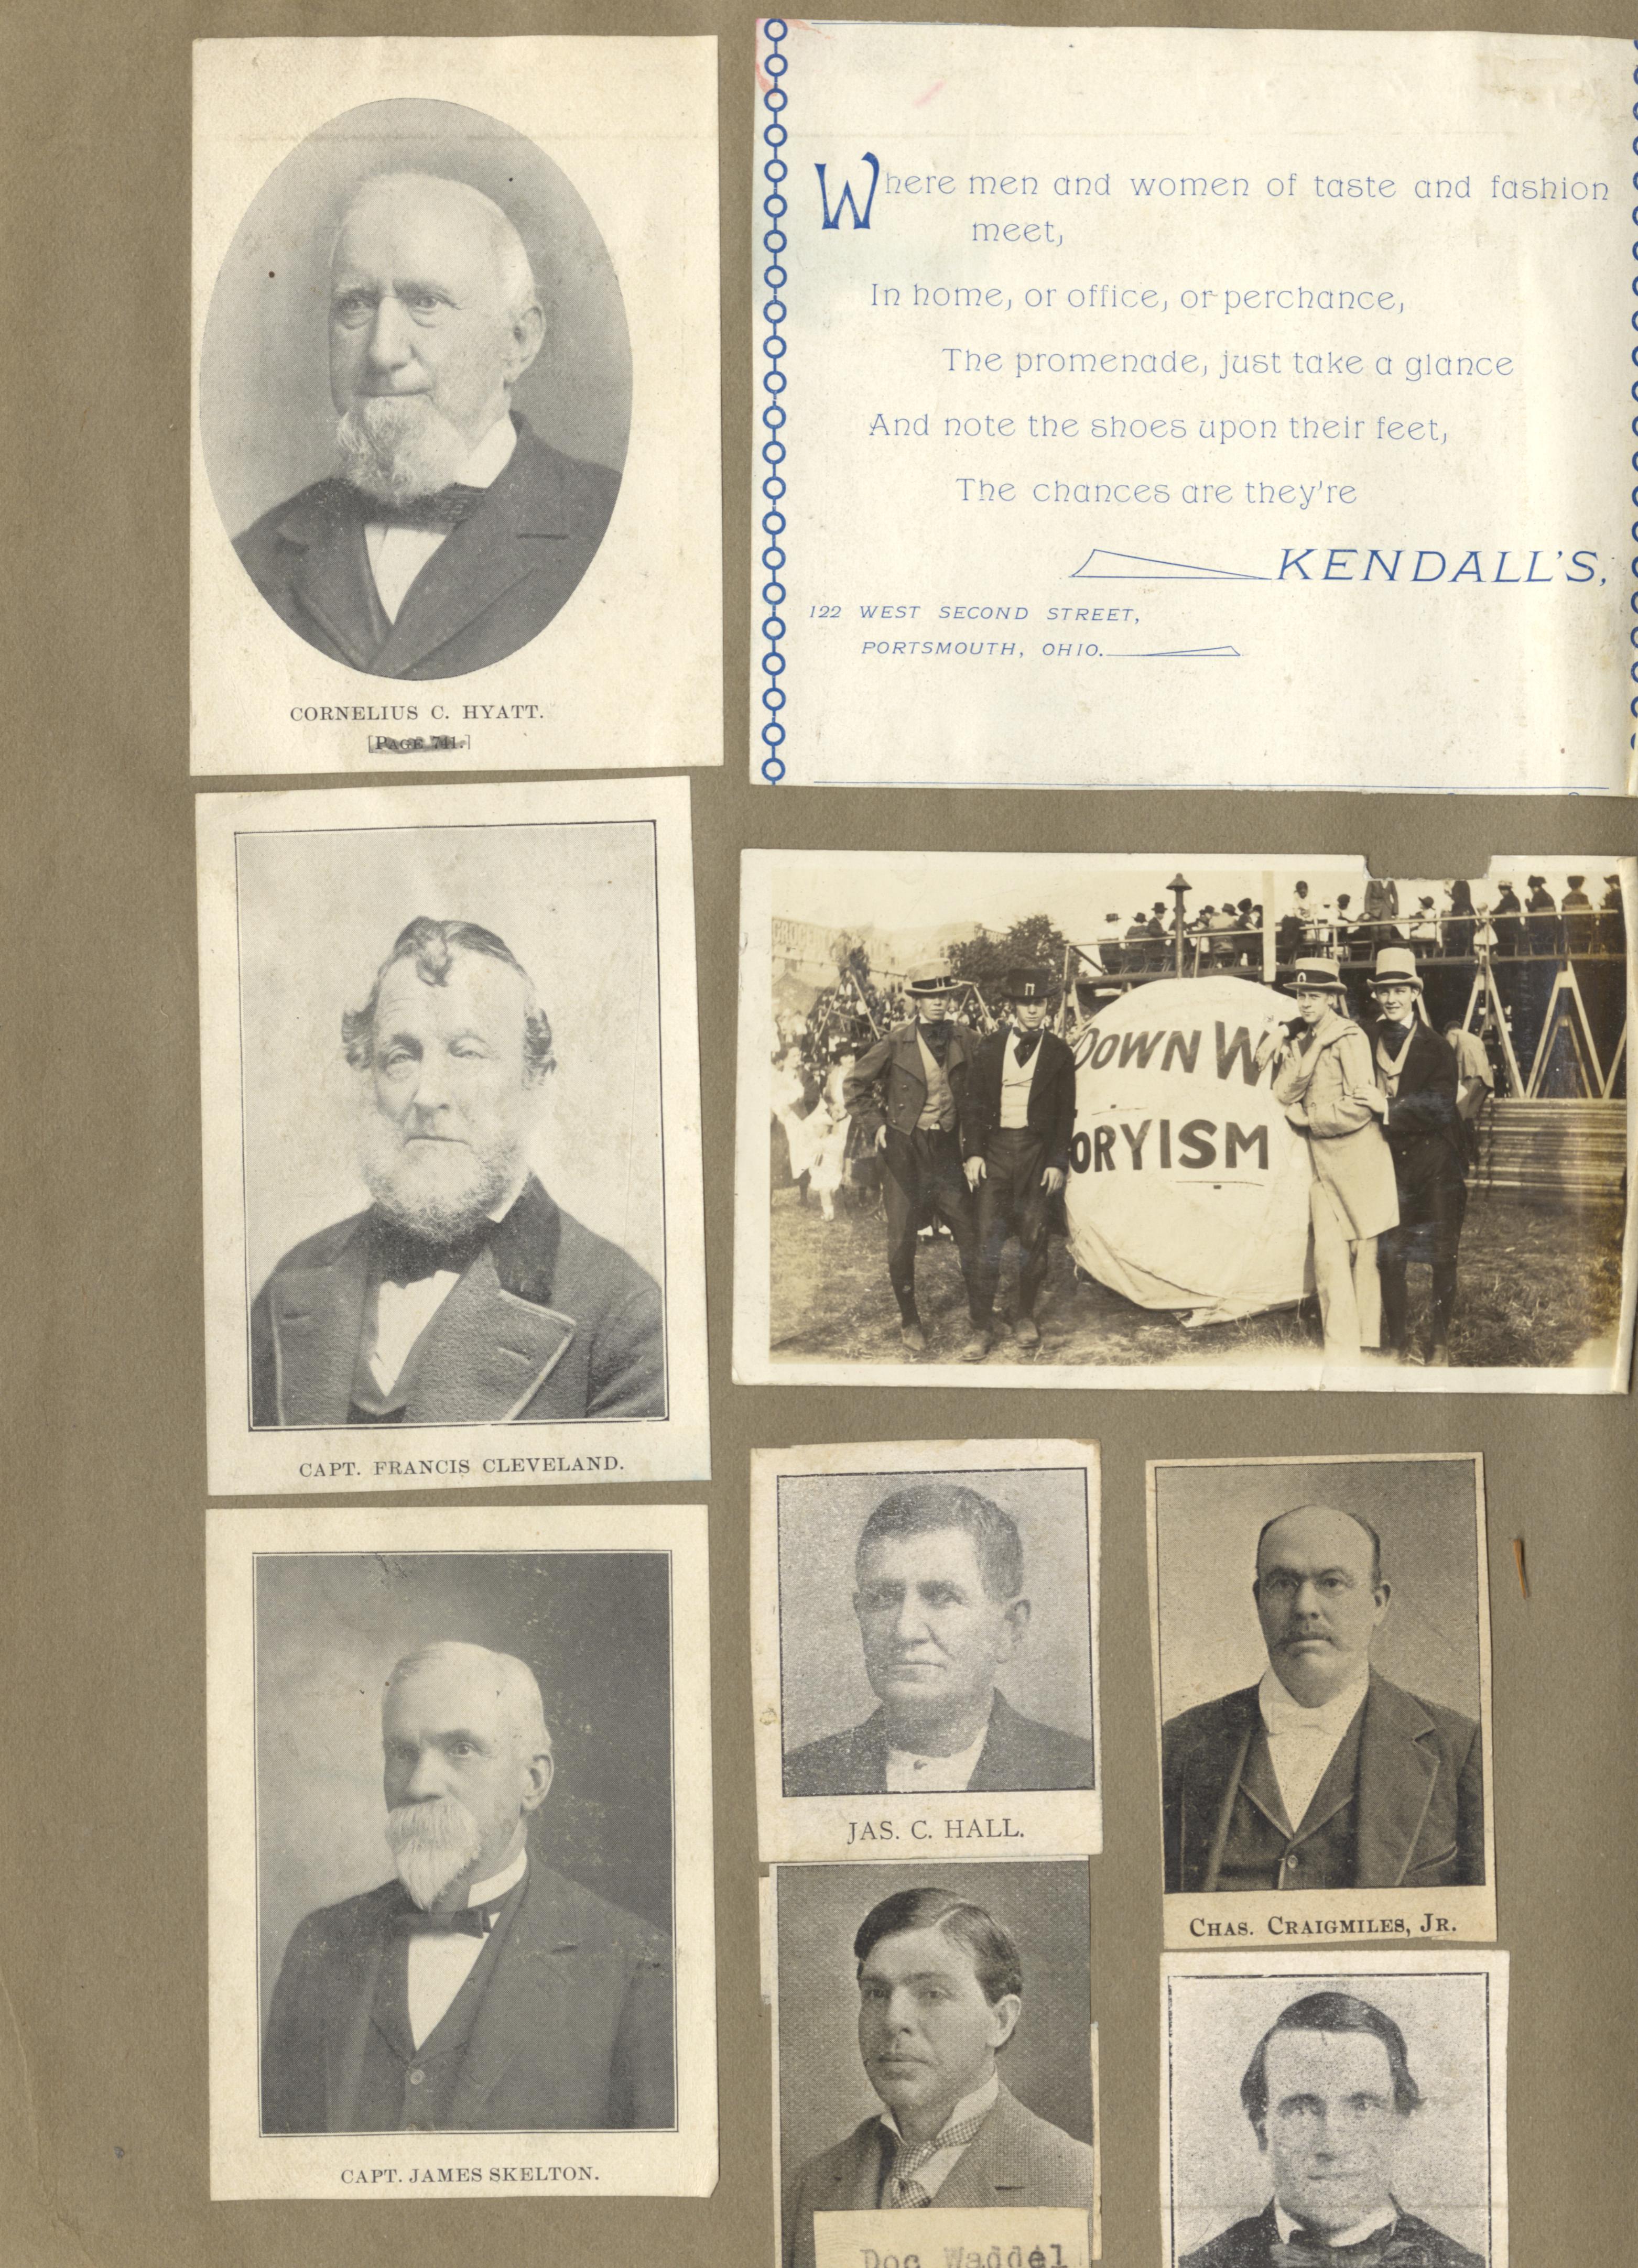 CORNELIUS C. HYATT.
[PAGE 741.]
Where men and women of taste and fashion
meet,
In home, or office, or perchance,
The promenade, just take a glance
And note the shoes upon their feet,
The chances are they're
KENDALL'S,
122 WEST SECOND STREET,
PORTSMOUTH, OHIO.
CAPT. FRANCIS CLEVELAND.
DOWN W
ORYISM
CAPT. JAMES SKELTON.
JAS. C. HALL.
CHAS. CRAIGMILES, JR.
Doc Waddel